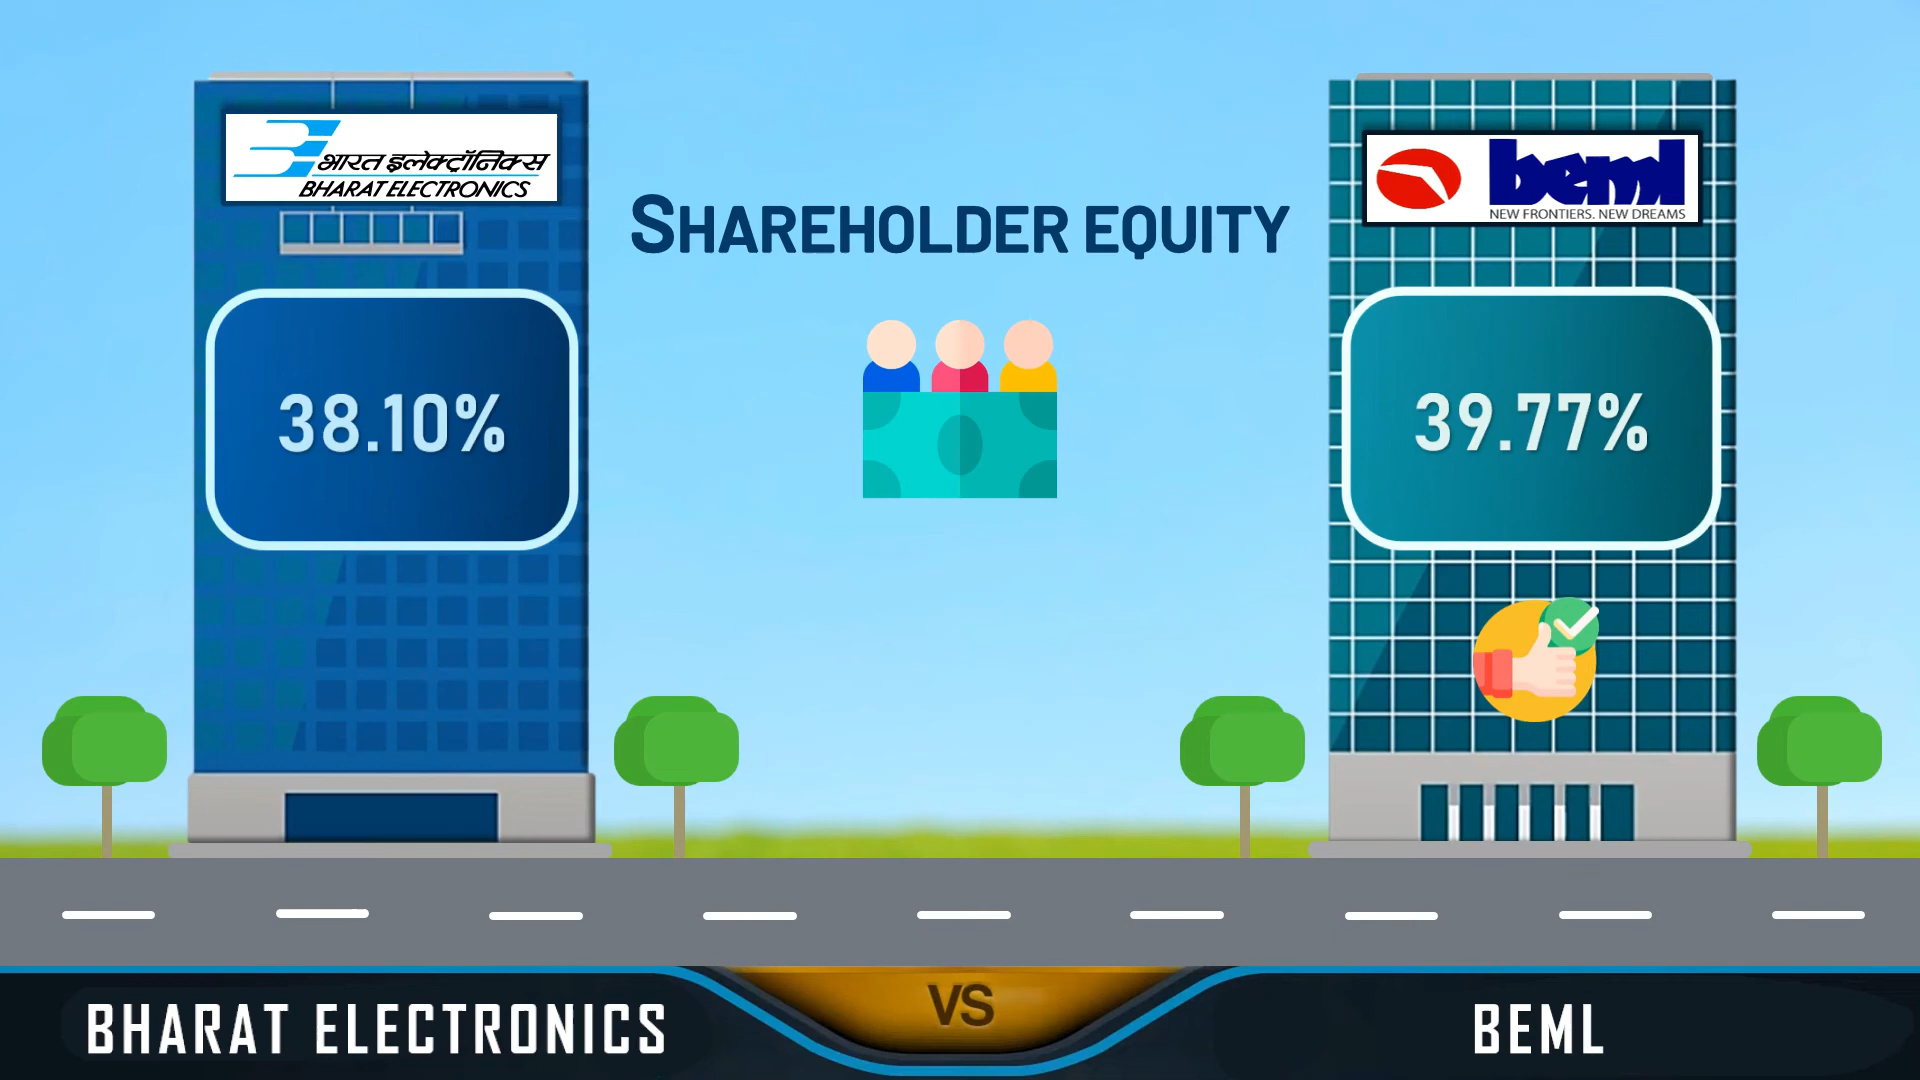 भारत इलेक्ट्रॉनिक्स
BHARAT ELECTRONICS
beml
NEW FRONTIERS. NEW DREAMS
SHAREHOLDER EQUITY
38.10%
39.77%
BHARAT ELECTRONICS
VS
BEML